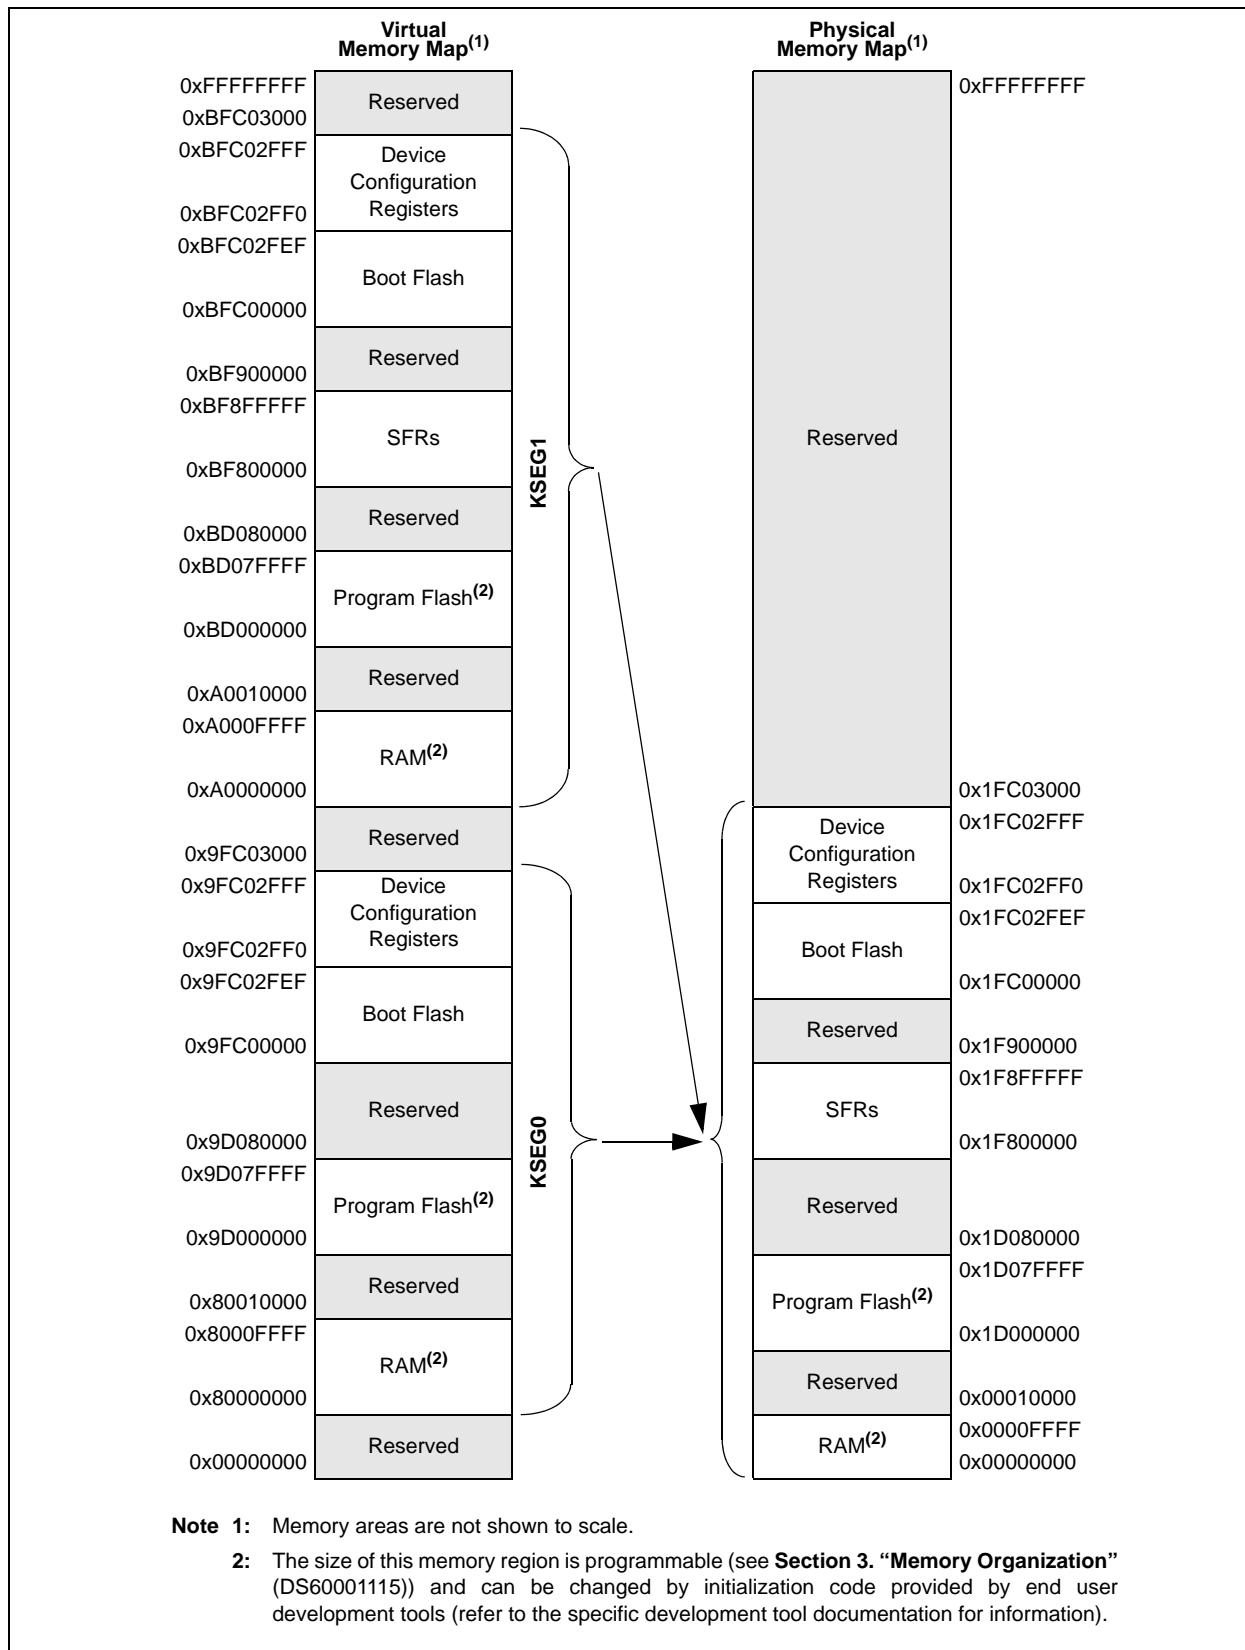 Virtual
Memory Map(1)
0xFFFFFFFF
Reserved
0xBFC03000
0xBFC02FFF
Device
Configuration
Registers
0xBFC02FF0
0xBFC02FEF
Boot Flash
0xBFC00000
Reserved
0xBF900000
0xBF8FFFFF
SFRs
0xBF800000
Reserved
0xBD080000
0xBD07FFFF
Program Flash(2)
0xBD000000
Reserved
0xA0010000
0xA000FFFF
RAM(2)
0xA0000000
KSEG1
Reserved
0x9FC03000
0x9FC02FFF
Device
Configuration
Registers
0x9FC02FF0
0x9FC02FEF
Boot Flash
0x9FC00000
Reserved
0x9D080000
0x9D07FFFF
Program Flash(2)
0x9D000000
Reserved
0x80010000
0x8000FFFF
RAM(2)
0x80000000
KSEG0
Reserved
0x00000000
Physical
Memory Map(1)
0xFFFFFFFF
Reserved
0x1FC03000
0x1FC02FFF
Device
Configuration
Registers
0x1FC02FF0
0x1FC02FEF
Boot Flash
0x1FC00000
Reserved
0x1F900000
0x1F8FFFFF
SFRs
0x1F800000
Reserved
0x1D080000
0x1D07FFFF
Program Flash(2)
0x1D000000
Reserved
0x00010000
0x0000FFFF
RAM(2)
0x00000000
Note 1: Memory areas are not shown to scale.
2: The size of this memory region is programmable (see Section 3. “Memory Organization”
(DS60001115)) and can be changed by initialization code provided by end user
development tools (refer to the specific development tool documentation for information).